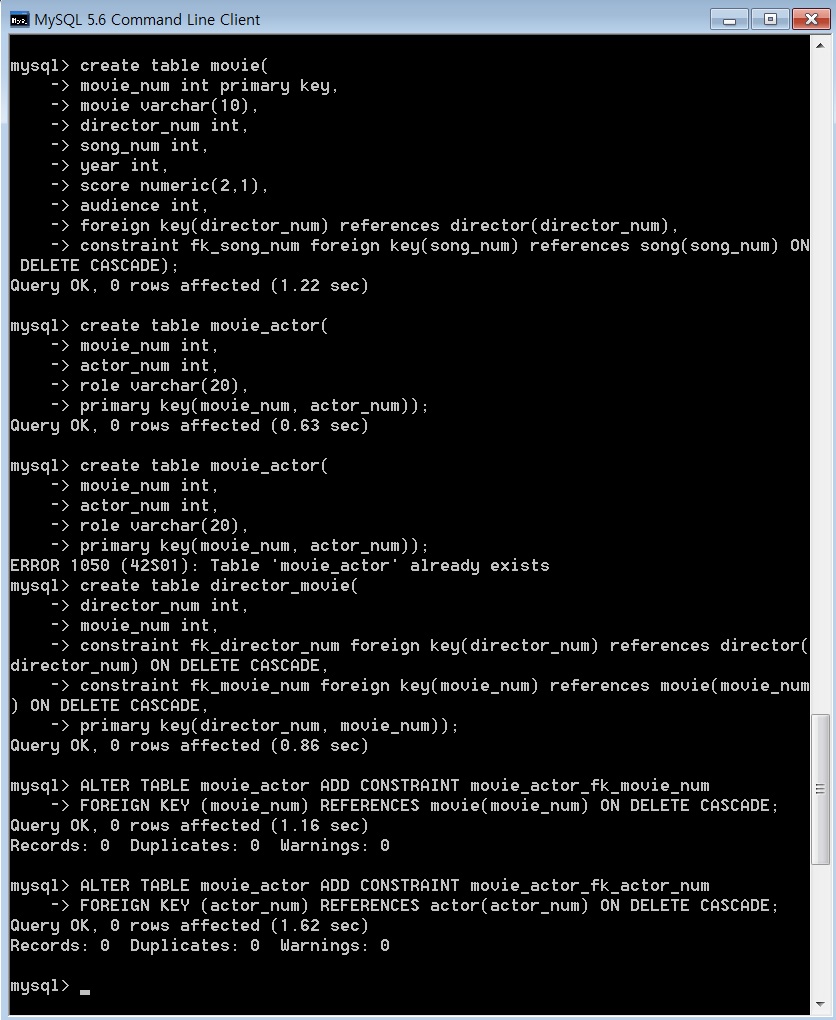 MySQL 5.6 Command Line Client
mysql> create table movie(
    -> movie_num int primary key,
    -> movie varchar(10),
    -> director_num int,
    -> song_num int,
    -> year int,
    -> score numeric(2,1),
    -> audience int,
    -> foreign key(director_num) references director(director_num),
    -> constraint fk_song_num foreign key(song_num) references song(song_num) ON
 DELETE CASCADE);
Query OK, 0 rows affected (1.22 sec)
mysql> create table movie_actor(
    -> movie_num int,
    -> actor_num int,
    -> role varchar(20),
    -> primary key(movie_num, actor_num));
Query OK, 0 rows affected (0.63 sec)
mysql> create table movie_actor(
    -> movie_num int,
    -> actor_num int,
    -> role varchar(20),
    -> primary key(movie_num, actor_num));
ERROR 1050 (42S01): Table 'movie_actor' already exists
mysql> create table director_movie(
    -> director_num int,
    -> movie_num int,
    -> constraint fk_director_num foreign key(director_num) references director(
director_num) ON DELETE CASCADE,
    -> constraint fk_movie_num foreign key(movie_num) references movie(movie_num
) ON DELETE CASCADE,
    -> primary key(director_num, movie_num));
Query OK, 0 rows affected (0.86 sec)
mysql> ALTER TABLE movie_actor ADD CONSTRAINT movie_actor_fk_movie_num
    -> FOREIGN KEY (movie_num) REFERENCES movie(movie_num) ON DELETE CASCADE;
Query OK, 0 rows affected (1.16 sec)
Records: 0  Duplicates: 0  Warnings: 0
mysql> ALTER TABLE movie_actor ADD CONSTRAINT movie_actor_fk_actor_num
    -> FOREIGN KEY (actor_num) REFERENCES actor(actor_num) ON DELETE CASCADE;
Query OK, 0 rows affected (1.62 sec)
Records: 0  Duplicates: 0  Warnings: 0
mysql> _